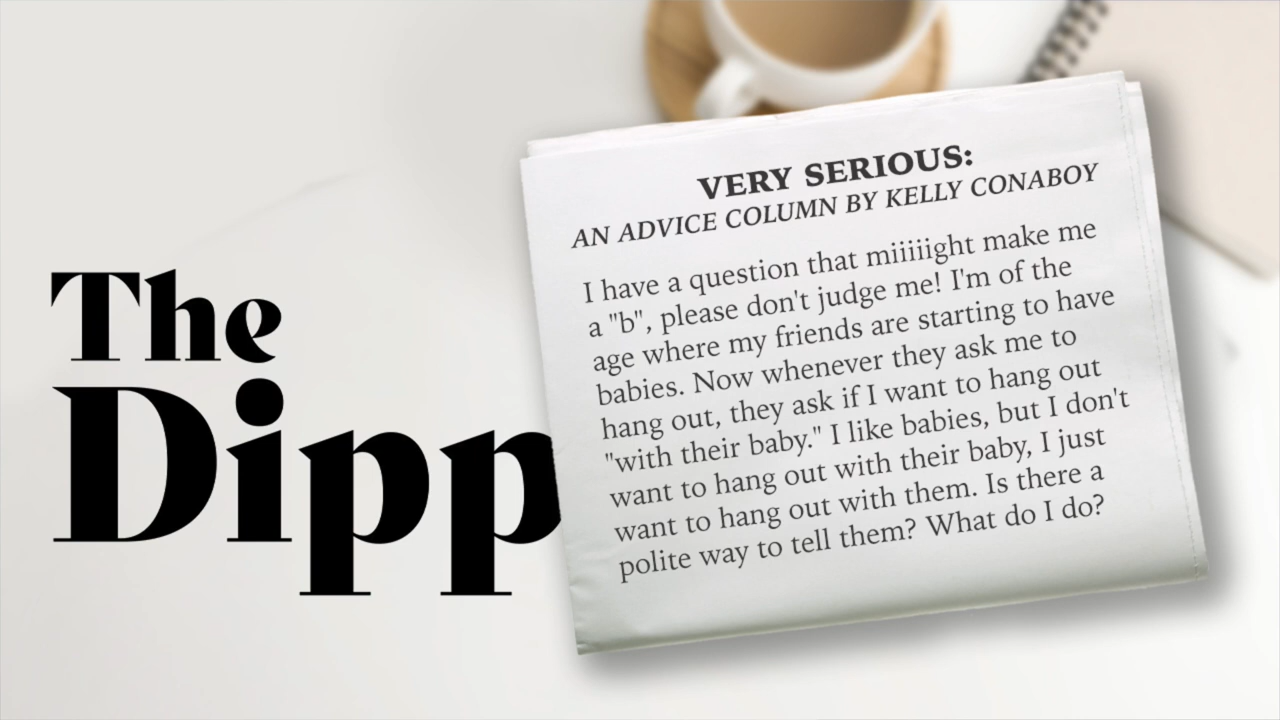 The
Dipp
VERY SERIOUS:
AN ADVICE COLUMN BY KELLY CONABOY
I have a question that miiiiight make me
a "b", please don't judge me! I'm of the
age where my friends are starting to have
babies. Now whenever they ask me to
hang out, they ask if I want to hang out
"with their baby." I like babies, but I don't
want to hang out with their baby, I just
want to hang out with them. Is there a
polite way to tell them? What do I do?